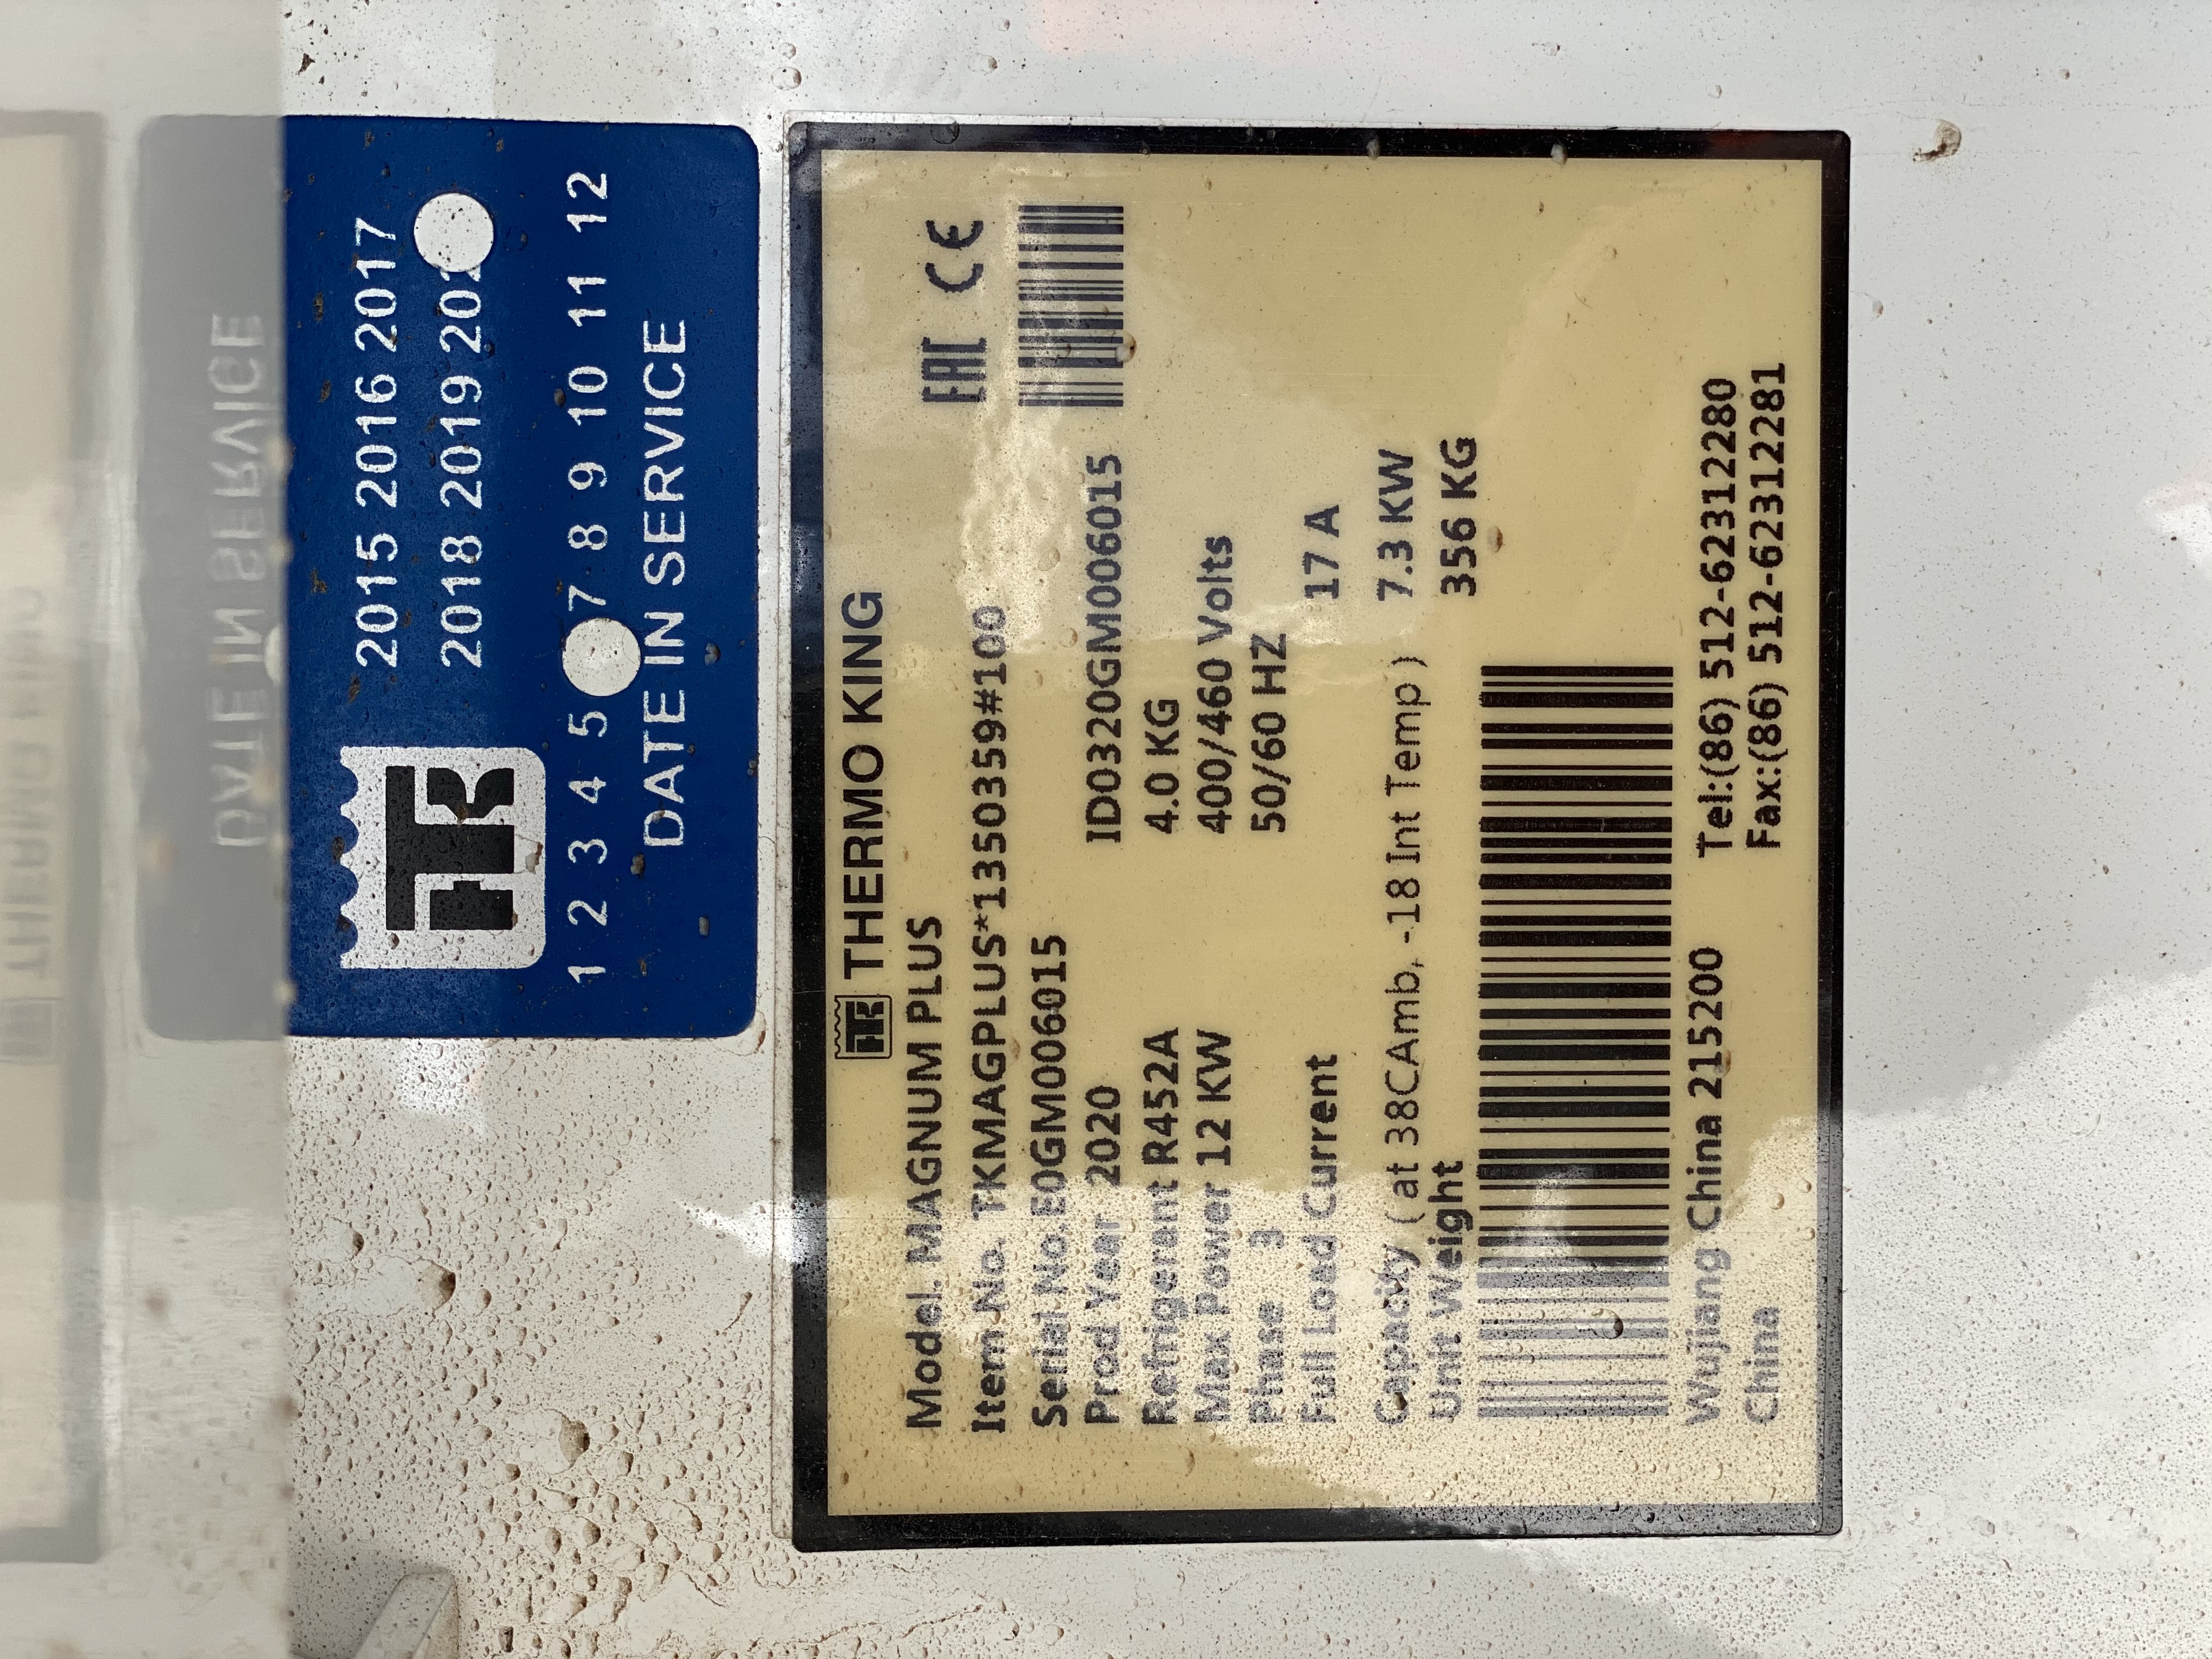 2015 2016 2017
2018 2019
1 2 3 4 5 7 8 9 10 11 12
DATE IN SERVICE
THERMO KING
Model. MAGNUM PLUS
EAC CE
Item No. TKMAGPLUS*1350359#100
Serial No. E0GM006015
Prod Year 2020 ID0320GM006015
Refrigerant R452A 4.0 KG
Max Power 12 KW 400/460 Volts
Phase 3 50/60 HZ
Full Load Current 17 A
Capacity ( at 38CAmb, -18 Int Temp ) 7.3 KW
Unit Weight 356 KG
Wujiang China 215200 Tel:(86) 512-62312280
China Fax:(86) 512-62312281